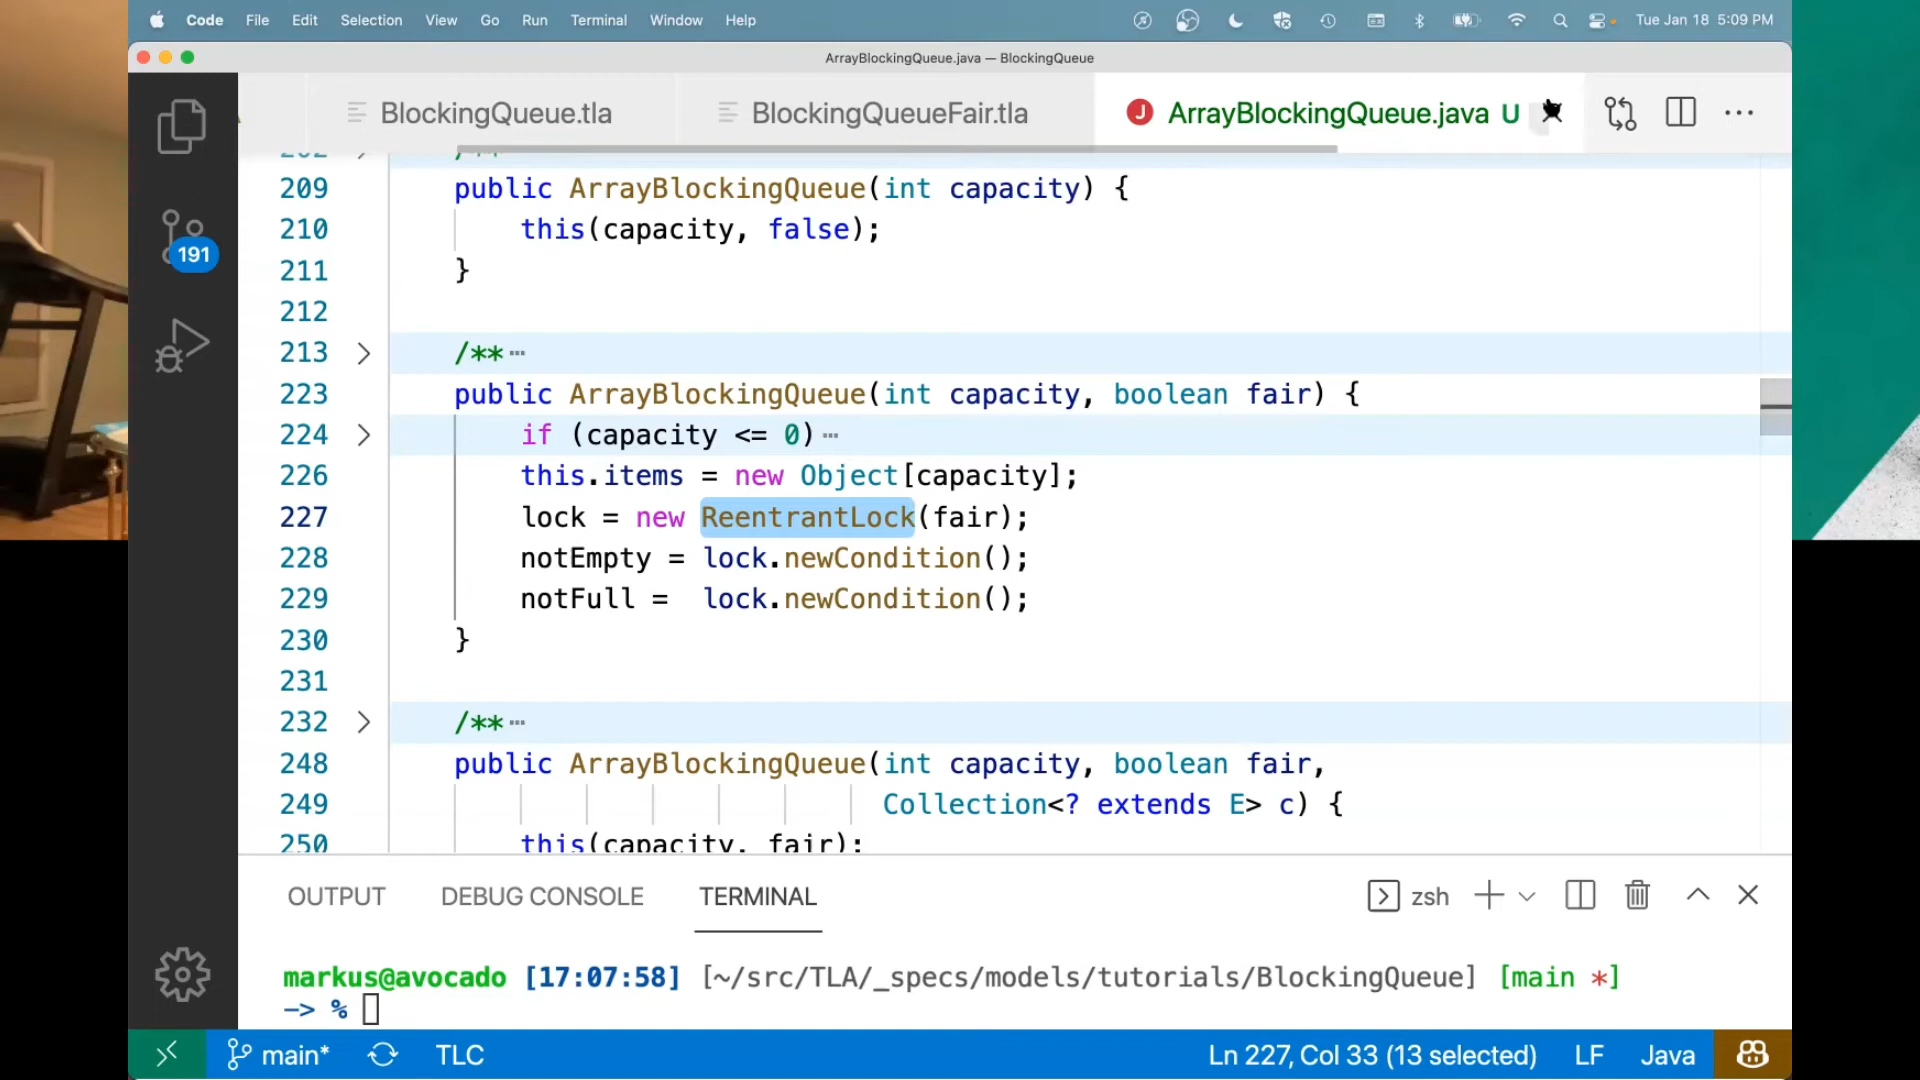 Code File Edit Selection View Go Run Terminal Window Help Tue Jan 18 5:09 PM
ArrayBlockingQueue.java — BlockingQueue
BlockingQueue.tla BlockingQueueFair.tla J ArrayBlockingQueue.java U
202 /**
209 public ArrayBlockingQueue(int capacity) {
210 this(capacity, false);
211 }
212
213 /** ⋯
223 public ArrayBlockingQueue(int capacity, boolean fair) {
224 if (capacity <= 0) ⋯
226 this.items = new Object[capacity];
227 lock = new ReentrantLock(fair);
228 notEmpty = lock.newCondition();
229 notFull =  lock.newCondition();
230 }
231
232 /** ⋯
248 public ArrayBlockingQueue(int capacity, boolean fair,
249 Collection<? extends E> c) {
250 this(capacity, fair);
191
OUTPUT DEBUG CONSOLE TERMINAL zsh
markus@avocado [17:07:58] [~/src/TLA/_specs/models/tutorials/BlockingQueue] [main *]
-> %
main* TLC Ln 227, Col 33 (13 selected) LF Java